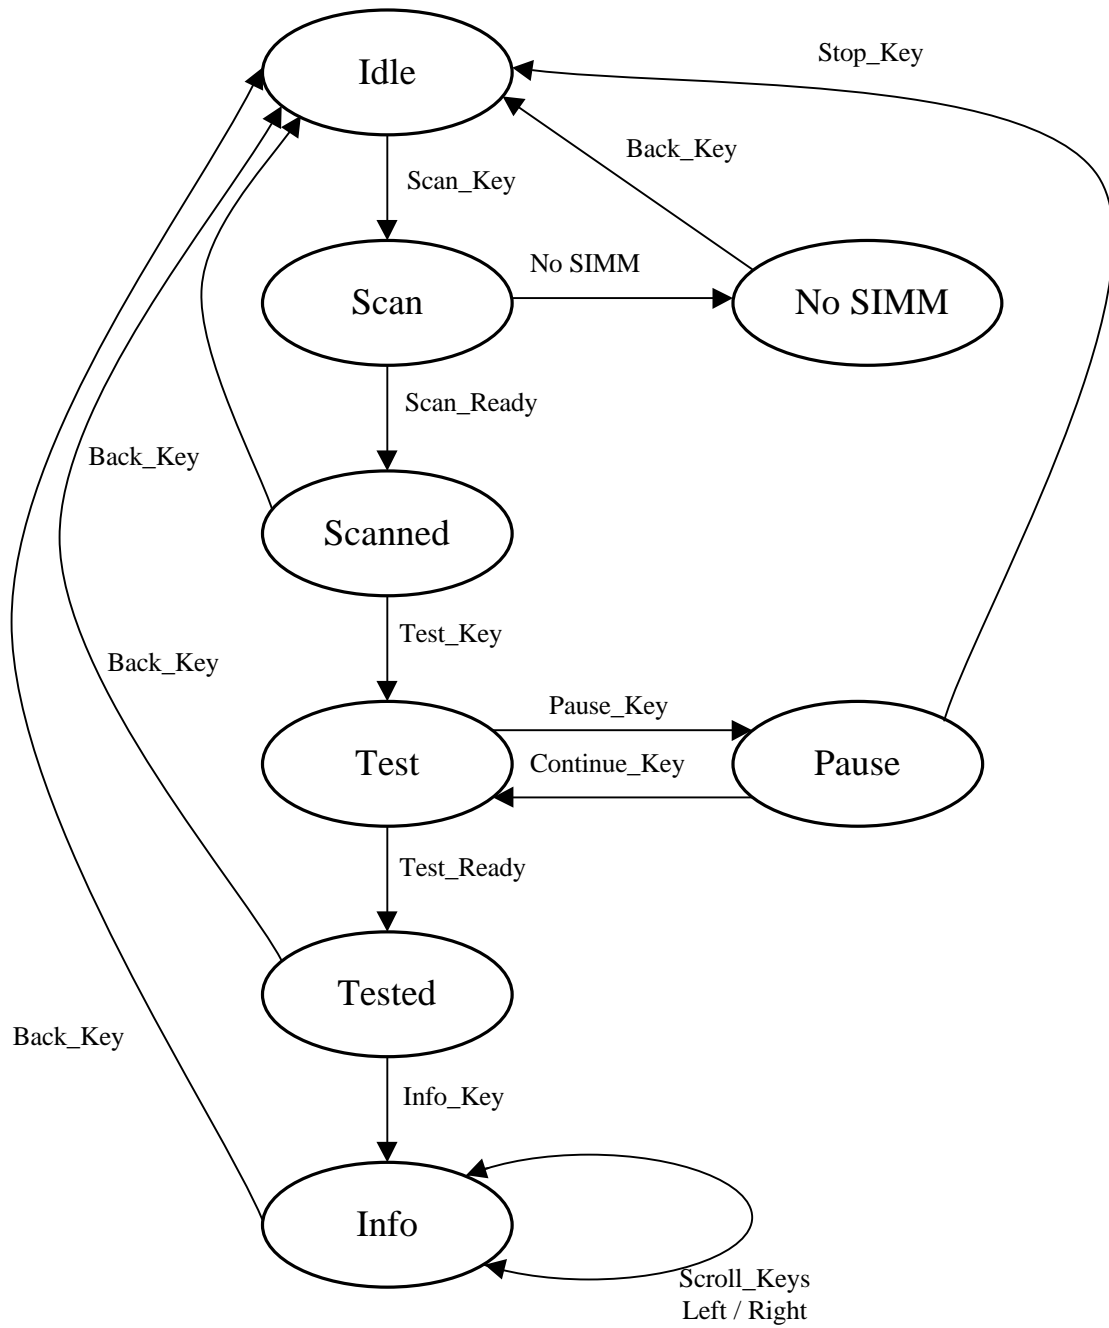 Idle
Stop_Key
Back_Key
Scan_Key
No SIMM
Scan
No SIMM
Scan_Ready
Back_Key
Scanned
Test_Key
Back_Key
Pause_Key
Test
Continue_Key
Pause
Test_Ready
Tested
Back_Key
Info_Key
Info
Scroll_Keys
Left / Right